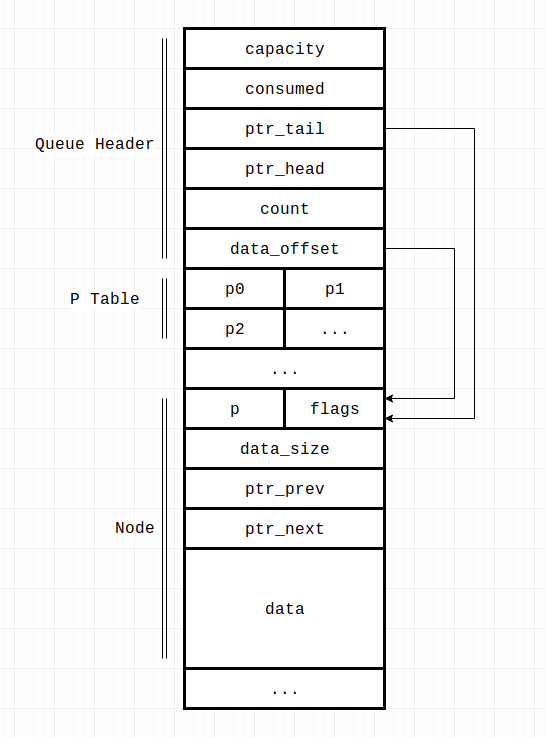 capacity
consumed
ptr_tail
Queue Header
ptr_head
count
data_offset
p0 p1
P Table
p2 ...
...
p flags
data_size
ptr_prev
Node
ptr_next
data
...